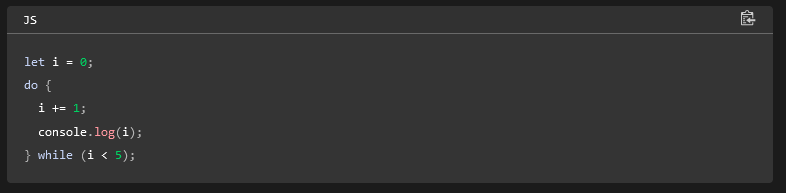 JS
let i = 0;
do {
  i += 1;
  console.log(i);
} while (i < 5);